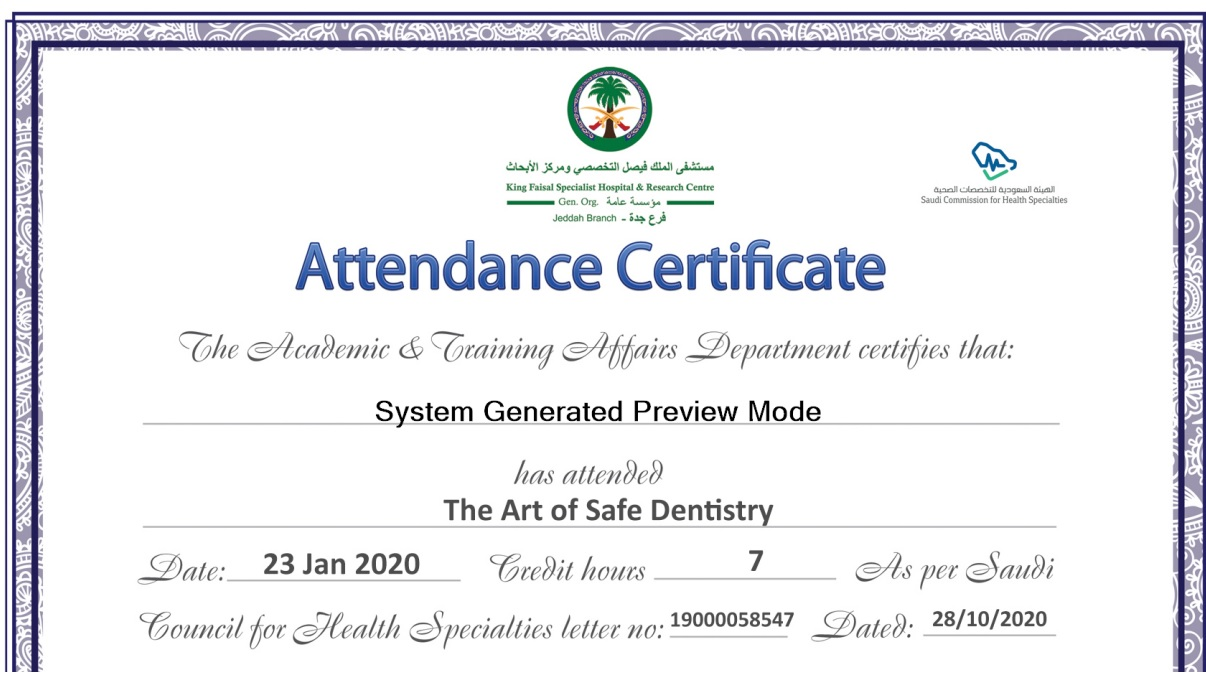 مستشفى الملك فيصل التخصصي ومركز الأبحاث
King Faisal Specialist Hospital & Research Centre
Gen. Org. مؤسسة عامة
Jeddah Branch - فرع جدة
الهيئة السعودية للتخصصات الصحية
Saudi Commission for Health Specialties
Attendance Certificate
The Academic & Training Affairs Department certifies that:
System Generated Preview Mode
has attended
The Art of Safe Dentistry
Date: 23 Jan 2020 Credit hours 7 As per Saudi
Council for Health Specialties letter no: 19000058547 Dated: 28/10/2020